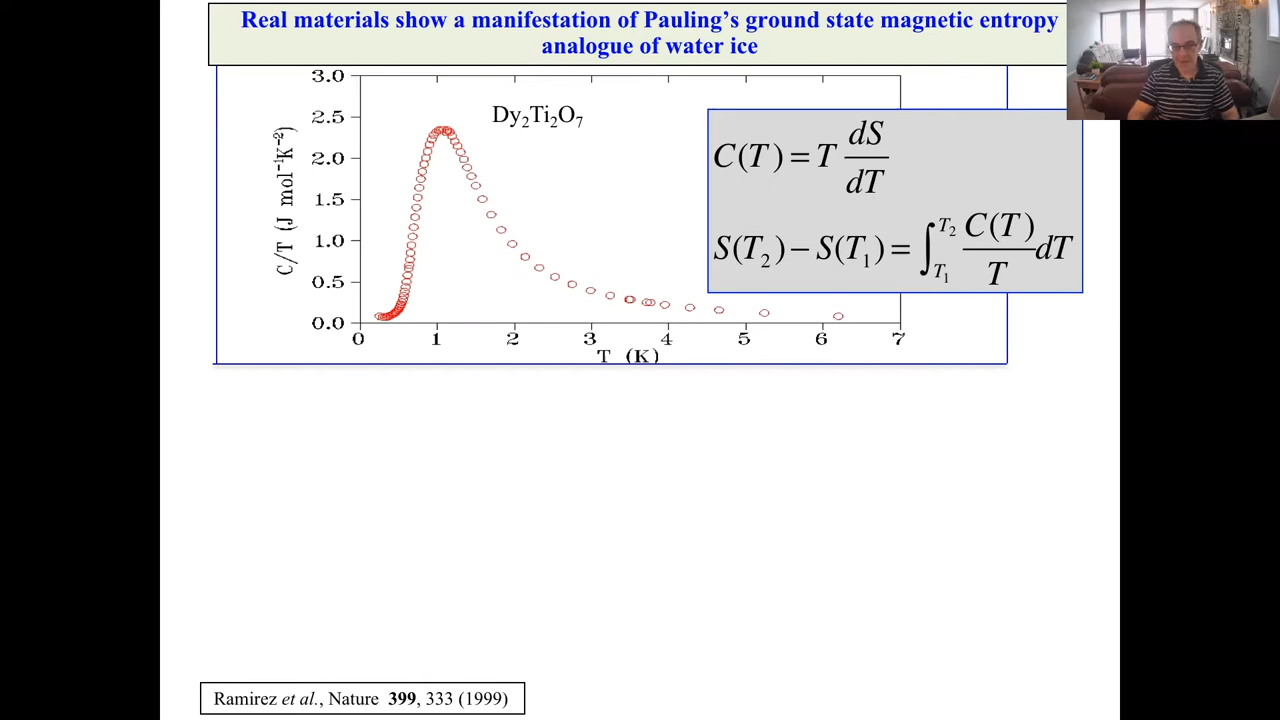 Real materials show a manifestation of Pauling's ground state magnetic entropy
analogue of water ice
3.0
2.5
2.0
1.5
1.0
0.5
0.0
C/T (J mol⁻¹K⁻²)
Dy₂Ti₂O₇
0 1 2 3 4 5 6 7
T (K)
C(T) = T dS/dT
S(T₂) − S(T₁) = ∫_{T₁}^{T₂} C(T)/T dT
Ramirez et al., Nature 399, 333 (1999)